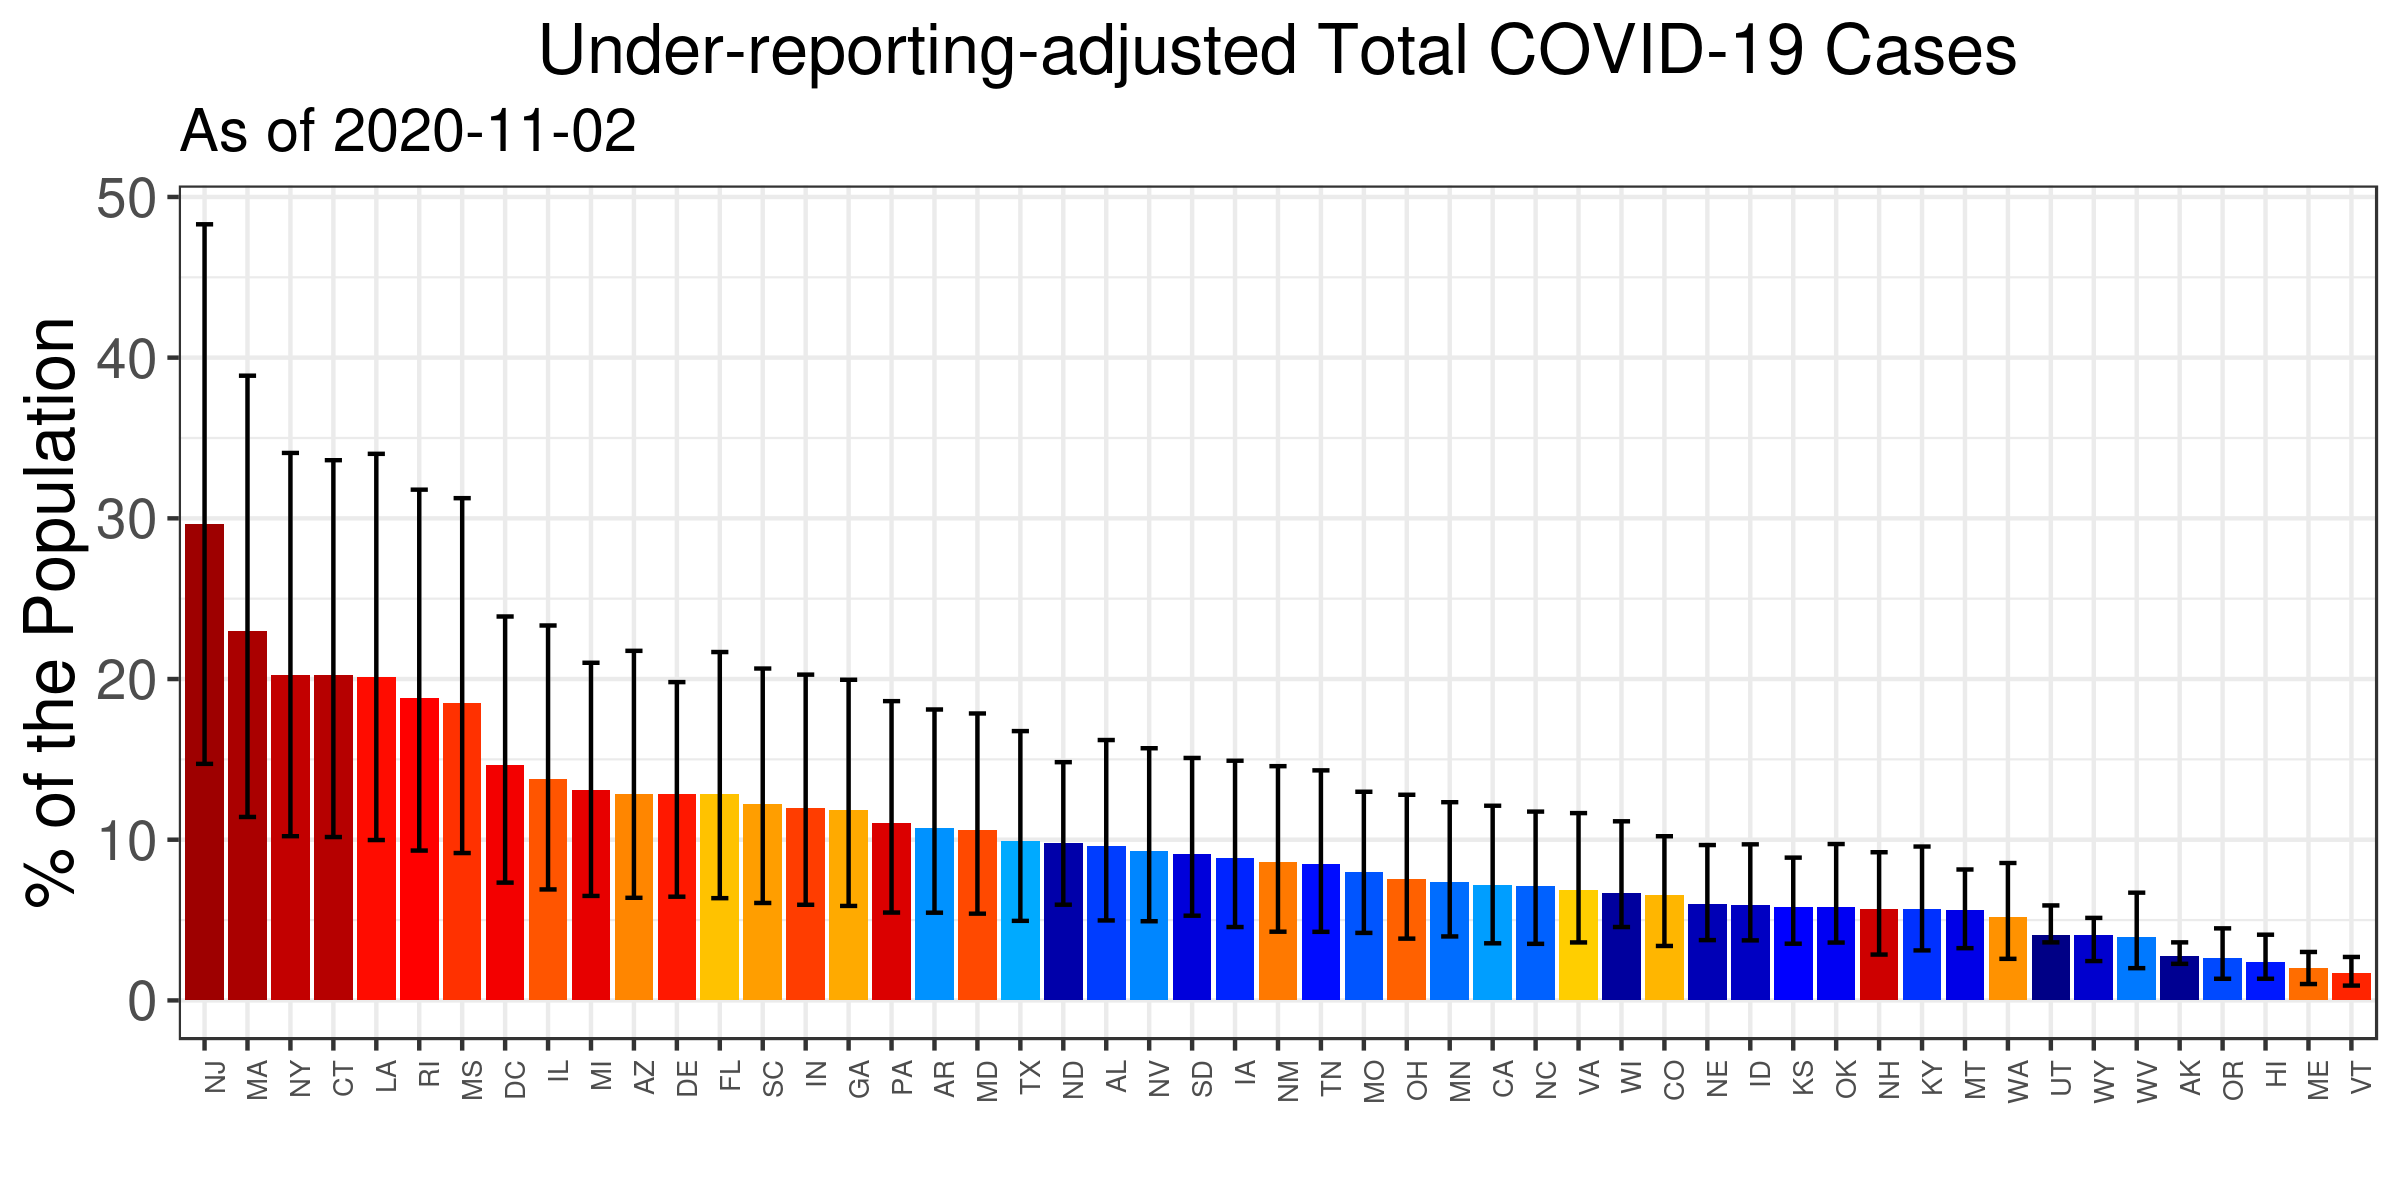 Under-reporting-adjusted Total COVID-19 Cases
As of 2020-11-02
% of the Population
50
40
30
20
10
0
NJ MA NY CT LA RI MS DC IL MI AZ DE FL SC IN GA PA AR MD TX ND AL NV SD IA NM TN MO OH MN CA NC VA WI CO NE ID KS OK NH KY MT WA UT WY WV AK OR HI ME VT